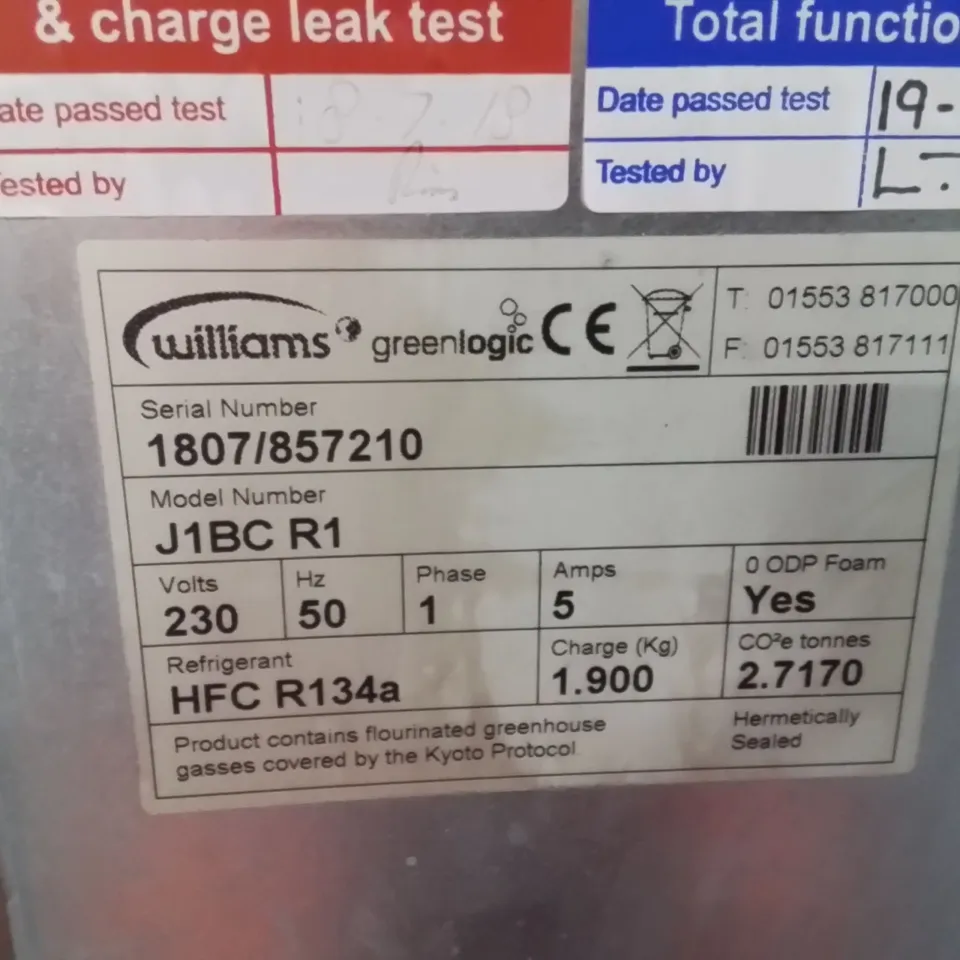 & charge leak test
ate passed test
18-7-18
ested by
Total functio
Date passed test 19-
Tested by L.
williams greenlogic CE
T: 01553 817000
F: 01553 817111
Serial Number
1807/857210
Model Number
J1BC R1
Volts Hz Phase Amps 0 ODP Foam
230 50 1 5 Yes
Refrigerant Charge (Kg) CO²e tonnes
HFC R134a 1.900 2.7170
Product contains flourinated greenhouse
gasses covered by the Kyoto Protocol
Hermetically
Sealed